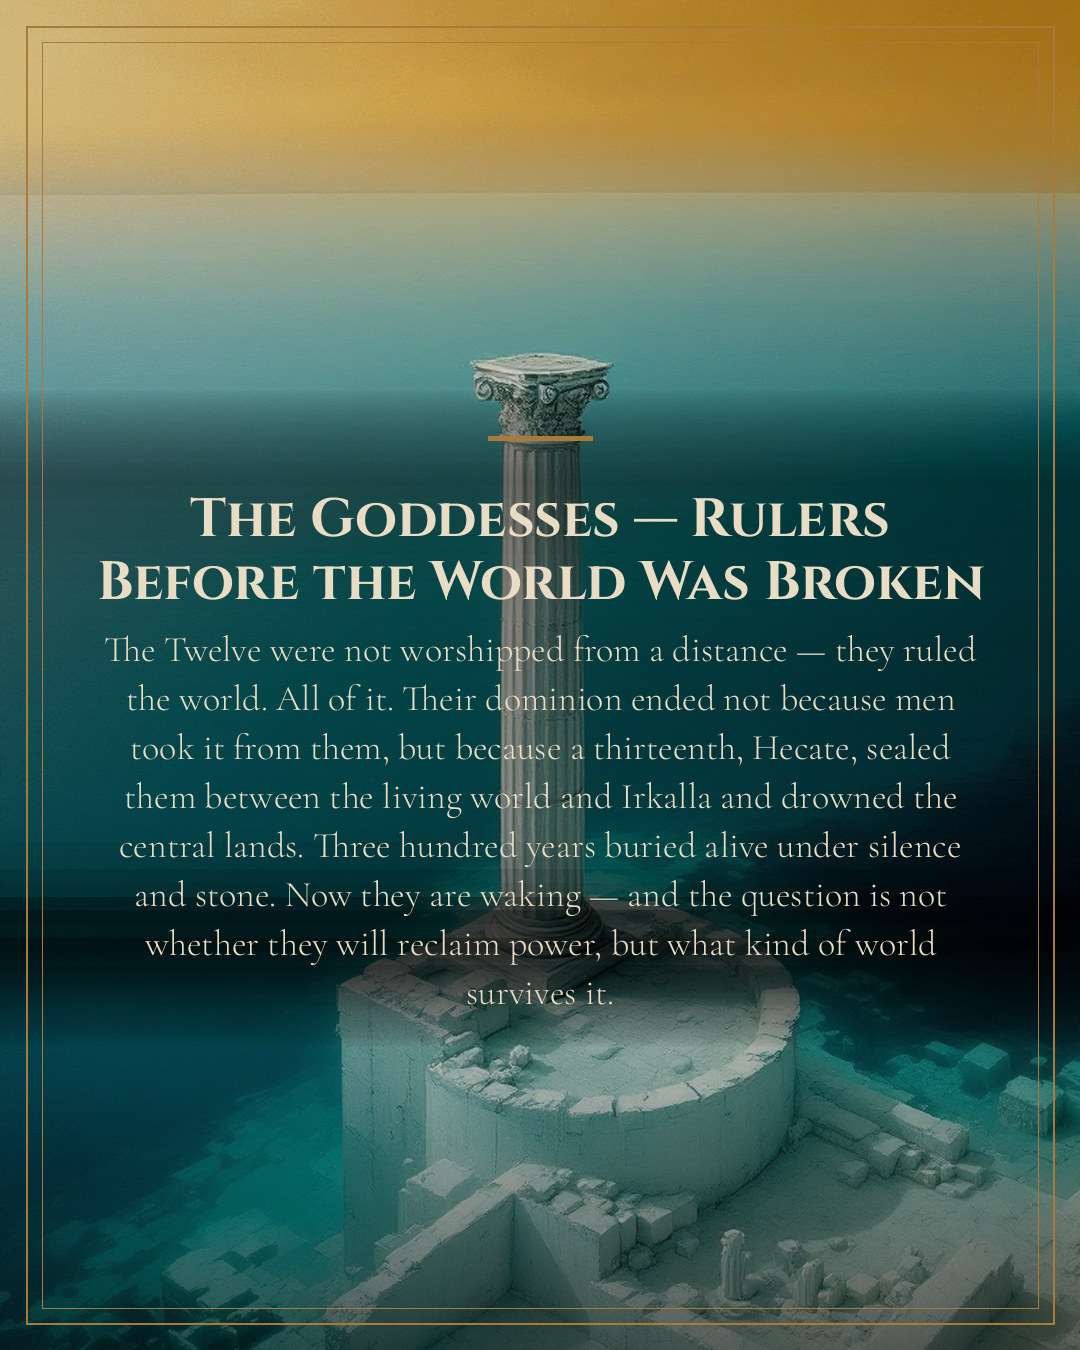 The Goddesses — Rulers
Before the World Was Broken
The Twelve were not worshipped from a distance — they ruled
the world. All of it. Their dominion ended not because men
took it from them, but because a thirteenth, Hecate, sealed
them between the living world and Irkalla and drowned the
central lands. Three hundred years buried alive under silence
and stone. Now they are waking — and the question is not
whether they will reclaim power, but what kind of world
survives it.